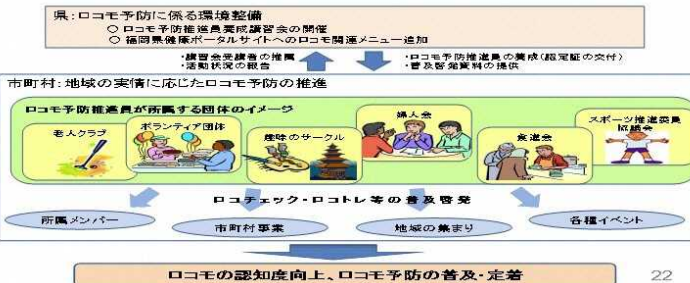 県：ロコモ予防に係る環境整備
○ ロコモ予防推進員養成講習会の開催
○ 福岡県健康ポータルサイトへのロコモ関連メニュー追加
・講習会受講者の推薦
・活動状況の報告
・ロコモ予防推進員の養成（認定証の交付）
・普及啓発資料の提供
市町村：地域の実情に応じたロコモ予防の推進
ロコモ予防推進員が所属する団体のイメージ
老人クラブ
ボランティア団体
趣味のサークル
婦人会
食進会
スポーツ推進委員
協議会
ロコチェック・ロコトレ等の普及啓発
所属メンバー
市町村事業
地域の集まり
各種イベント
ロコモの認知度向上、ロコモ予防の普及・定着
22